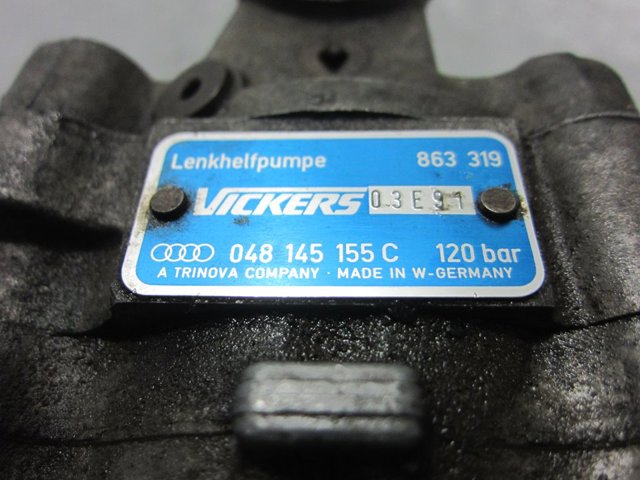 Lenkhelfpumpe 863 319
VICKERS 03E91
048 145 155 C 120 bar
A TRINOVA COMPANY · MADE IN W-GERMANY